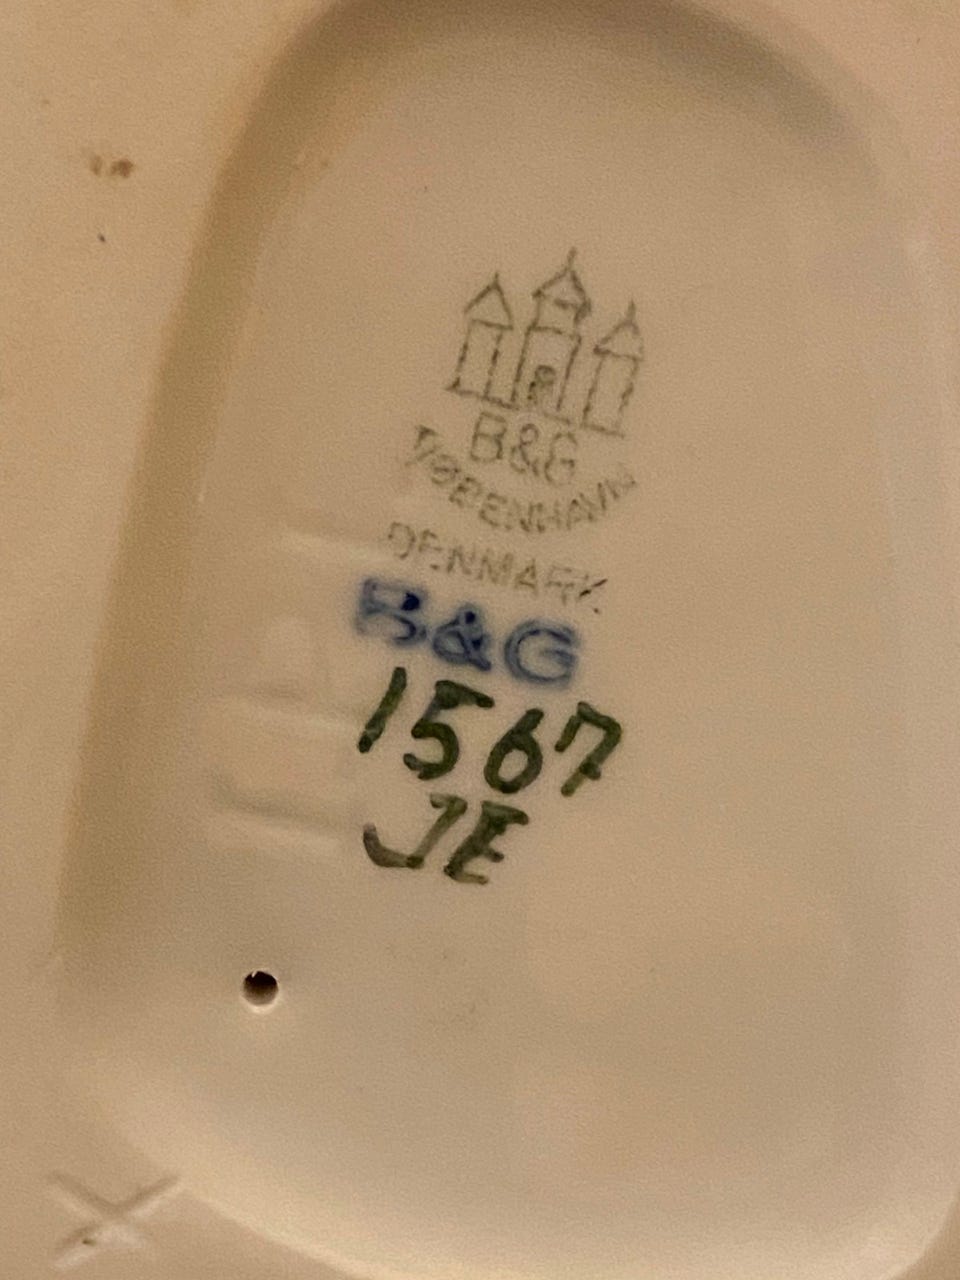 B&G
KØBENHAVN
DENMARK
B&G
1567
JE